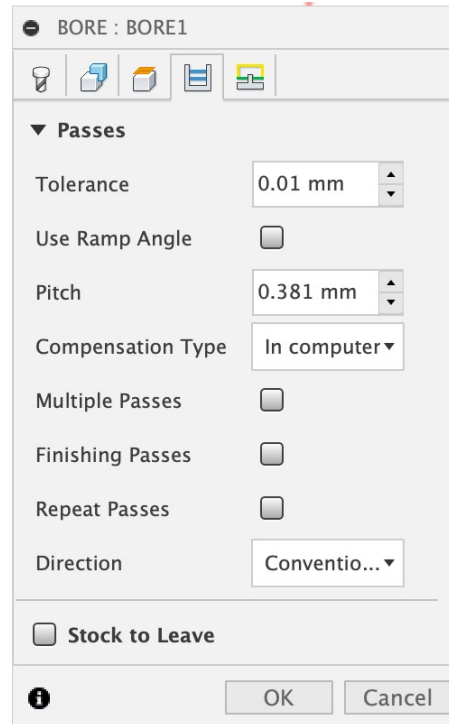 BORE : BORE1
Passes
Tolerance 0.01 mm
Use Ramp Angle
Pitch 0.381 mm
Compensation Type In computer
Multiple Passes
Finishing Passes
Repeat Passes
Direction Conventio...
Stock to Leave
OK Cancel